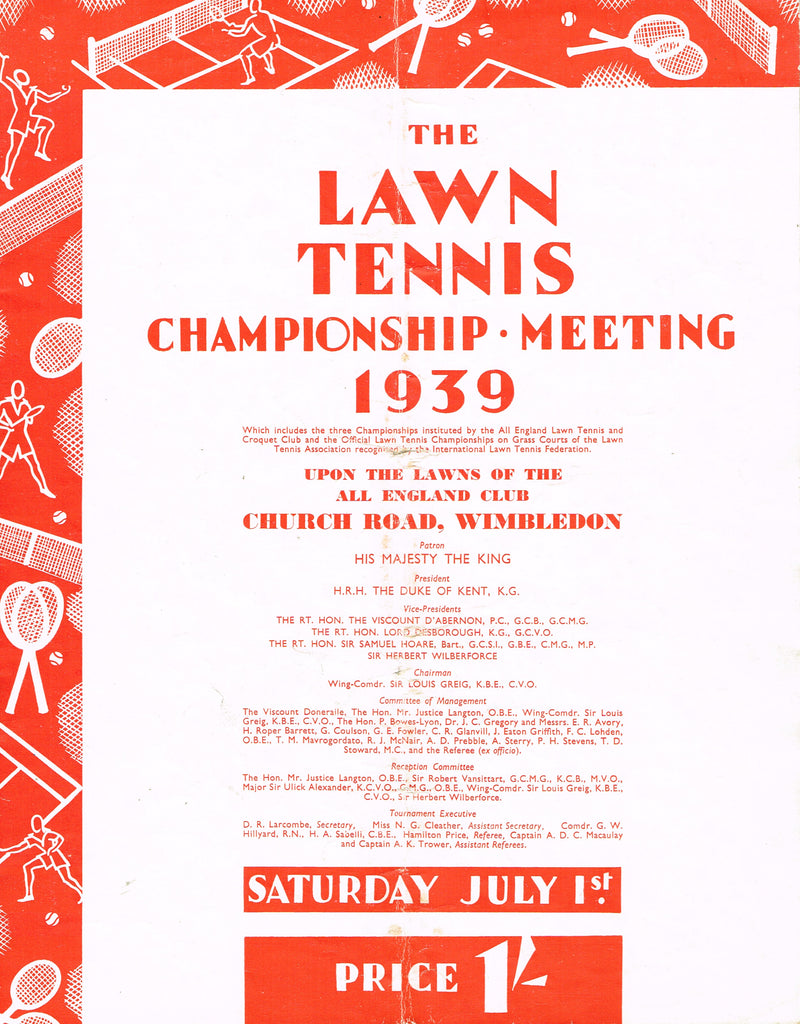 THE
LAWN
TENNIS
CHAMPIONSHIP · MEETING
1939
Which includes the three Championships instituted by the All England Lawn Tennis and
Croquet Club and the Official Lawn Tennis Championships on Grass Courts of the Lawn
Tennis Association recognised by the International Lawn Tennis Federation.
UPON THE LAWNS OF THE
ALL ENGLAND CLUB
CHURCH ROAD, WIMBLEDON
Patron
HIS MAJESTY THE KING
President
H.R.H. THE DUKE OF KENT, K.G.
Vice-Presidents
THE RT. HON. THE VISCOUNT D'ABERNON, P.C., G.C.B., G.C.M.G.
THE RT. HON. LORD DESBOROUGH, K.G., G.C.V.O.
THE RT. HON. SIR SAMUEL HOARE, Bart., G.C.S.I., G.B.E., C.M.G., M.P.
SIR HERBERT WILBERFORCE
Chairman
Wing-Comdr. SIR LOUIS GREIG, K.B.E., C.V.O.
Committee of Management
The Viscount Doneraile, The Hon. Mr. Justice Langton, O.B.E., Wing-Comdr. Sir Louis
Greig, K.B.E., C.V.O., The Hon. P. Bowes-Lyon, Dr. J. C. Gregory and Messrs. E. R. Avory,
H. Roper Barrett, G. Coulson, G. E. Fowler, C. R. Glanvill, J. Eaton Griffith, F. C. Lohden,
O.B.E., T. M. Mavrogordato, R. J. McNair, A. D. Prebble, A. Sterry, P. H. Stevens, T. D.
Stoward, M.C., and the Referee (ex officio).
Reception Committee
The Hon. Mr. Justice Langton, O.B.E., Sir Robert Vansittart, G.C.M.G., K.C.B., M.V.O.,
Major Sir Ulick Alexander, K.C.V.O., C.M.G., O.B.E., Wing-Comdr. Sir Louis Greig, K.B.E.,
C.V.O., Sir Herbert Wilberforce.
Tournament Executive
D. R. Larcombe, Secretary, Miss N. G. Cleather, Assistant Secretary, Comdr. G. W.
Hillyard, R.N., H. A. Sabelli, C.B.E. Hamilton Price, Referee, Captain A. D. C. Macaulay
and Captain A. K. Trower, Assistant Referees.
SATURDAY JULY 1st.
PRICE 1/-